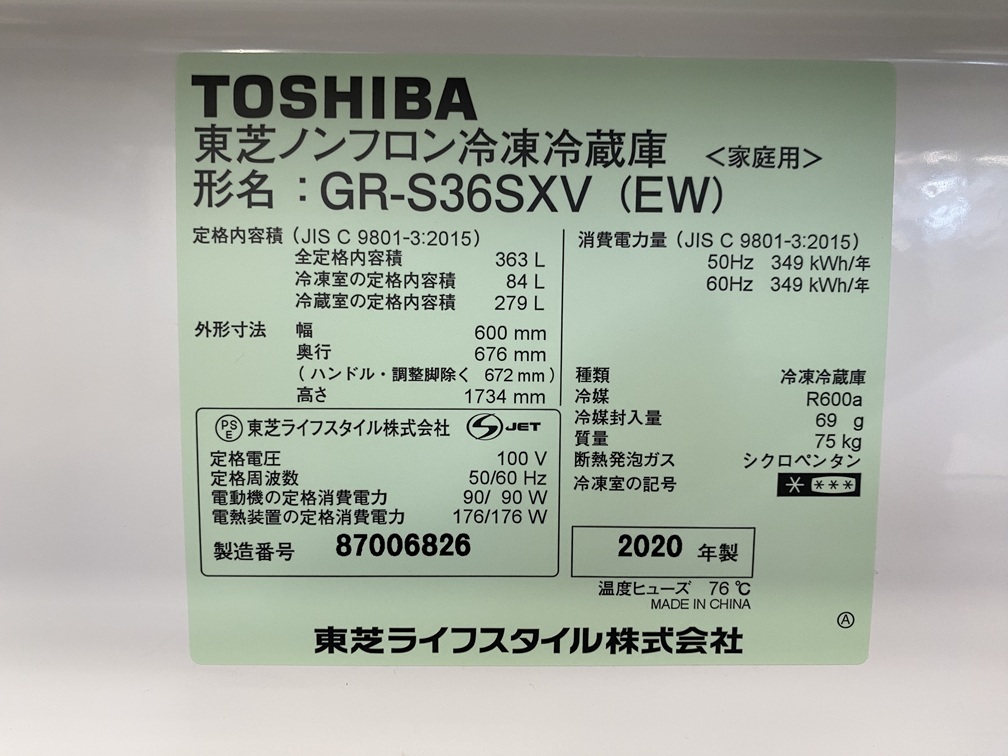 TOSHIBA
東芝ノンフロン冷凍冷蔵庫 <家庭用>
形名：GR-S36SXV (EW)
定格内容積 (JIS C 9801-3:2015)
全定格内容積 363 L
冷凍室の定格内容積 84 L
冷蔵室の定格内容積 279 L
外形寸法 幅 600 mm
奥行 676 mm
(ハンドル・調整脚除く 672 mm)
高さ 1734 mm
消費電力量 (JIS C 9801-3:2015)
50Hz 349 kWh/年
60Hz 349 kWh/年
種類 冷凍冷蔵庫
冷媒 R600a
冷媒封入量 69 g
質量 75 kg
断熱発泡ガス シクロペンタン
冷凍室の記号 * ***
PSE 東芝ライフスタイル株式会社 JET
定格電圧 100 V
定格周波数 50/60 Hz
電動機の定格消費電力 90/ 90 W
電熱装置の定格消費電力 176/176 W
製造番号 87006826
2020 年製
温度ヒューズ 76 ℃
MADE IN CHINA
Ⓐ
東芝ライフスタイル株式会社